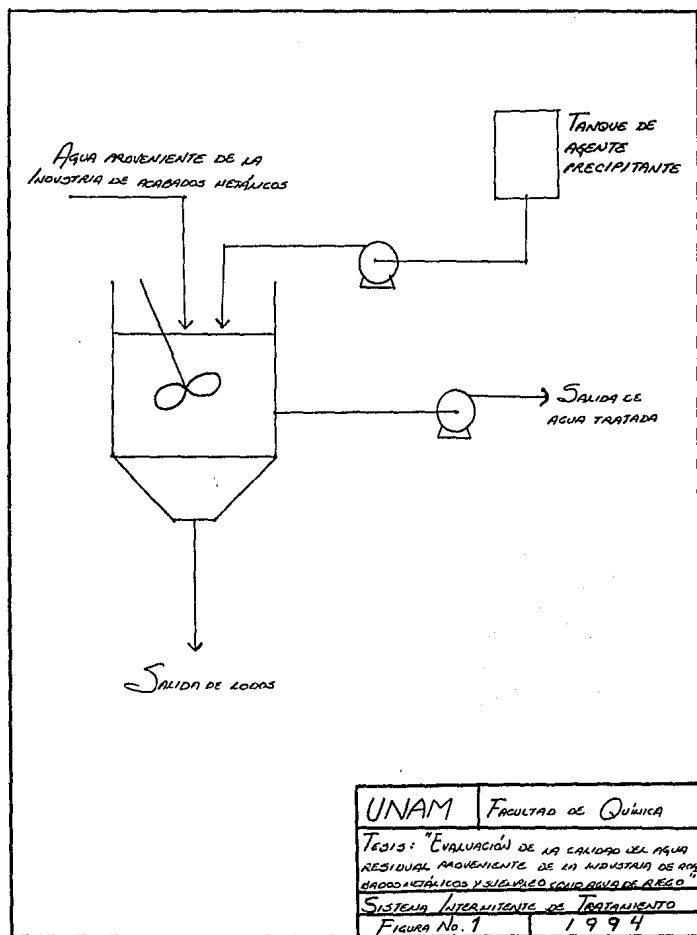 TANQUE DE
AGENTE
PRECIPITANTE
AGUA PROVENIENTE DE LA
INDUSTRIA DE ACABADOS METÁLICOS
SALIDA DE
AGUA TRATADA
SALIDA DE LODOS
UNAM
FACULTAD DE QUÍMICA
TESIS: "EVALUACIÓN DE LA CALIDAD DEL AGUA
RESIDUAL PROVENIENTE DE LA INDUSTRIA DE ACA
BADOS METÁLICOS Y SU EMPLEO COMO AGUA DE RIEGO"
SISTEMA INTERMITENTE DE TRATAMIENTO
FIGURA No. 1
1994